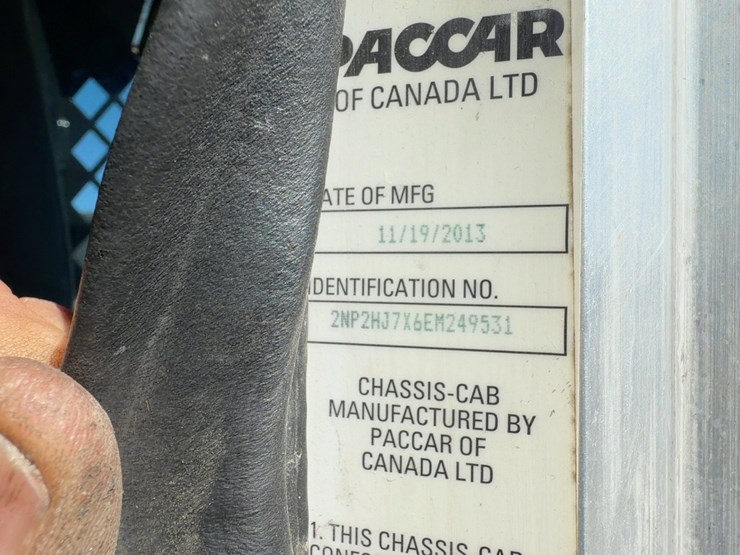 PACCAR
OF CANADA LTD
ATE OF MFG
11/19/2013
IDENTIFICATION NO.
2NP2HJ7X6EM249531
CHASSIS-CAB
MANUFACTURED BY
PACCAR OF
CANADA LTD
1. THIS CHASSIS CAB